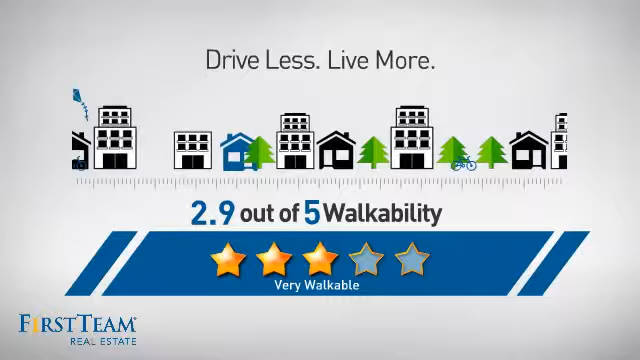 Drive Less. Live More.
2.9 out of 5 Walkability
Very Walkable
FIRSTTEAM®
REAL ESTATE